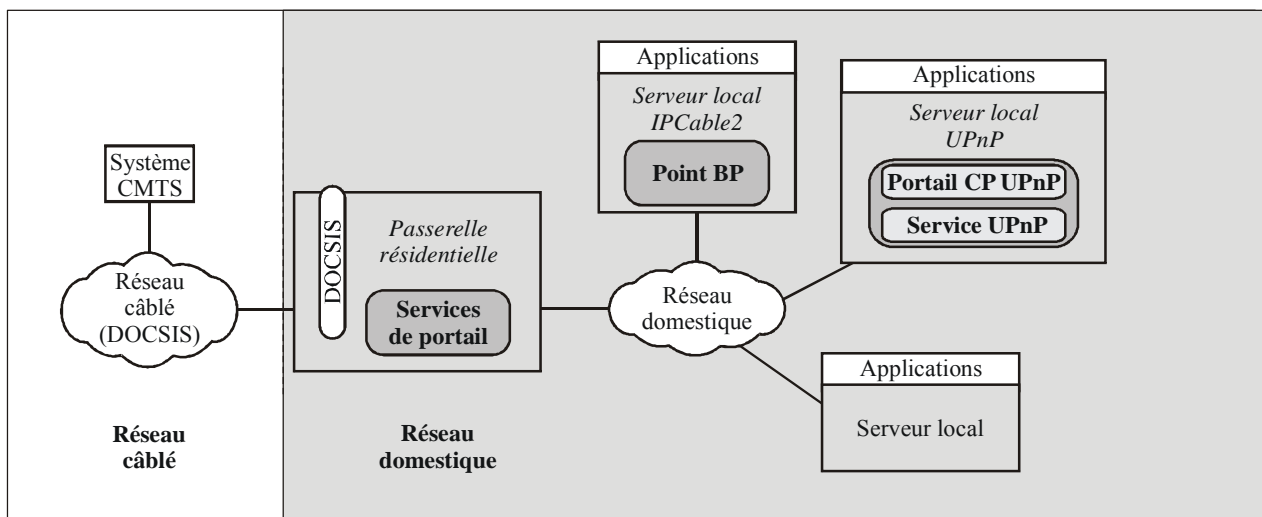 Système
CMTS
Réseau
câblé
(DOCSIS)
Réseau
câblé
DOCSIS
Passerelle
résidentielle
Services
de portail
Réseau
domestique
Applications
Serveur local
IPCable2
Point BP
Réseau
domestique
Applications
Serveur local
UPnP
Portail CP UPnP
Service UPnP
Applications
Serveur local